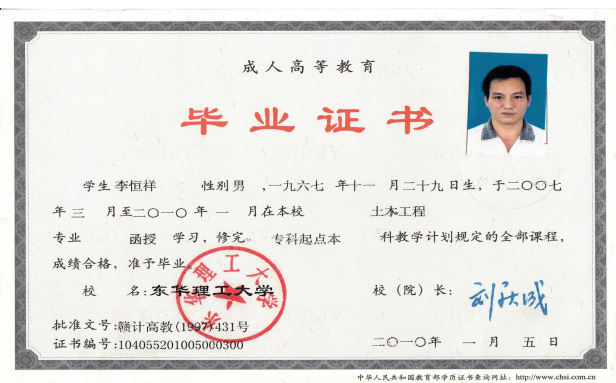 成人高等教育
毕业证书
学生 李恒祥 性别 男 ,一九六七 年十一 月二十九日生,于二〇〇七
年 三 月至二〇一〇年 一 月在本校 土木工程
专业 函授 学习,修完 专科起点本 科教学计划规定的全部课程,
成绩合格,准予毕业。
校 名:东华理工大学 校(院)长:
东华理工大学
批准文号:赣计高教(1997)431号
证书编号:104055201005000300 二〇一〇年 一 月 五 日
中华人民共和国教育部学历证书查询网址:http://www.chsi.com.cn